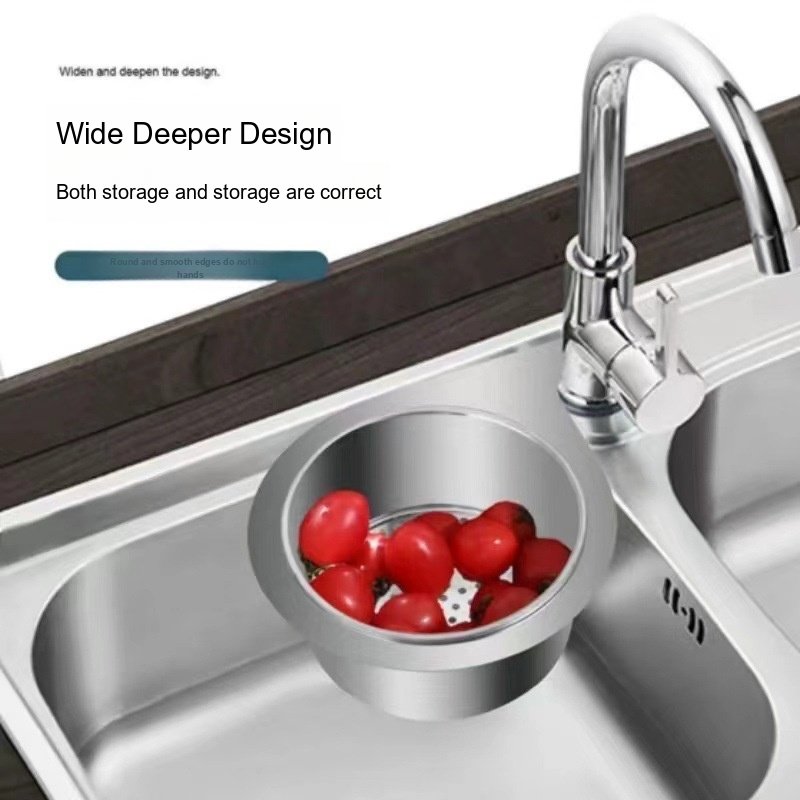 Widen and deepen the design.
Wide Deeper Design
Both storage and storage are correct
Round and smooth edges do not
hands